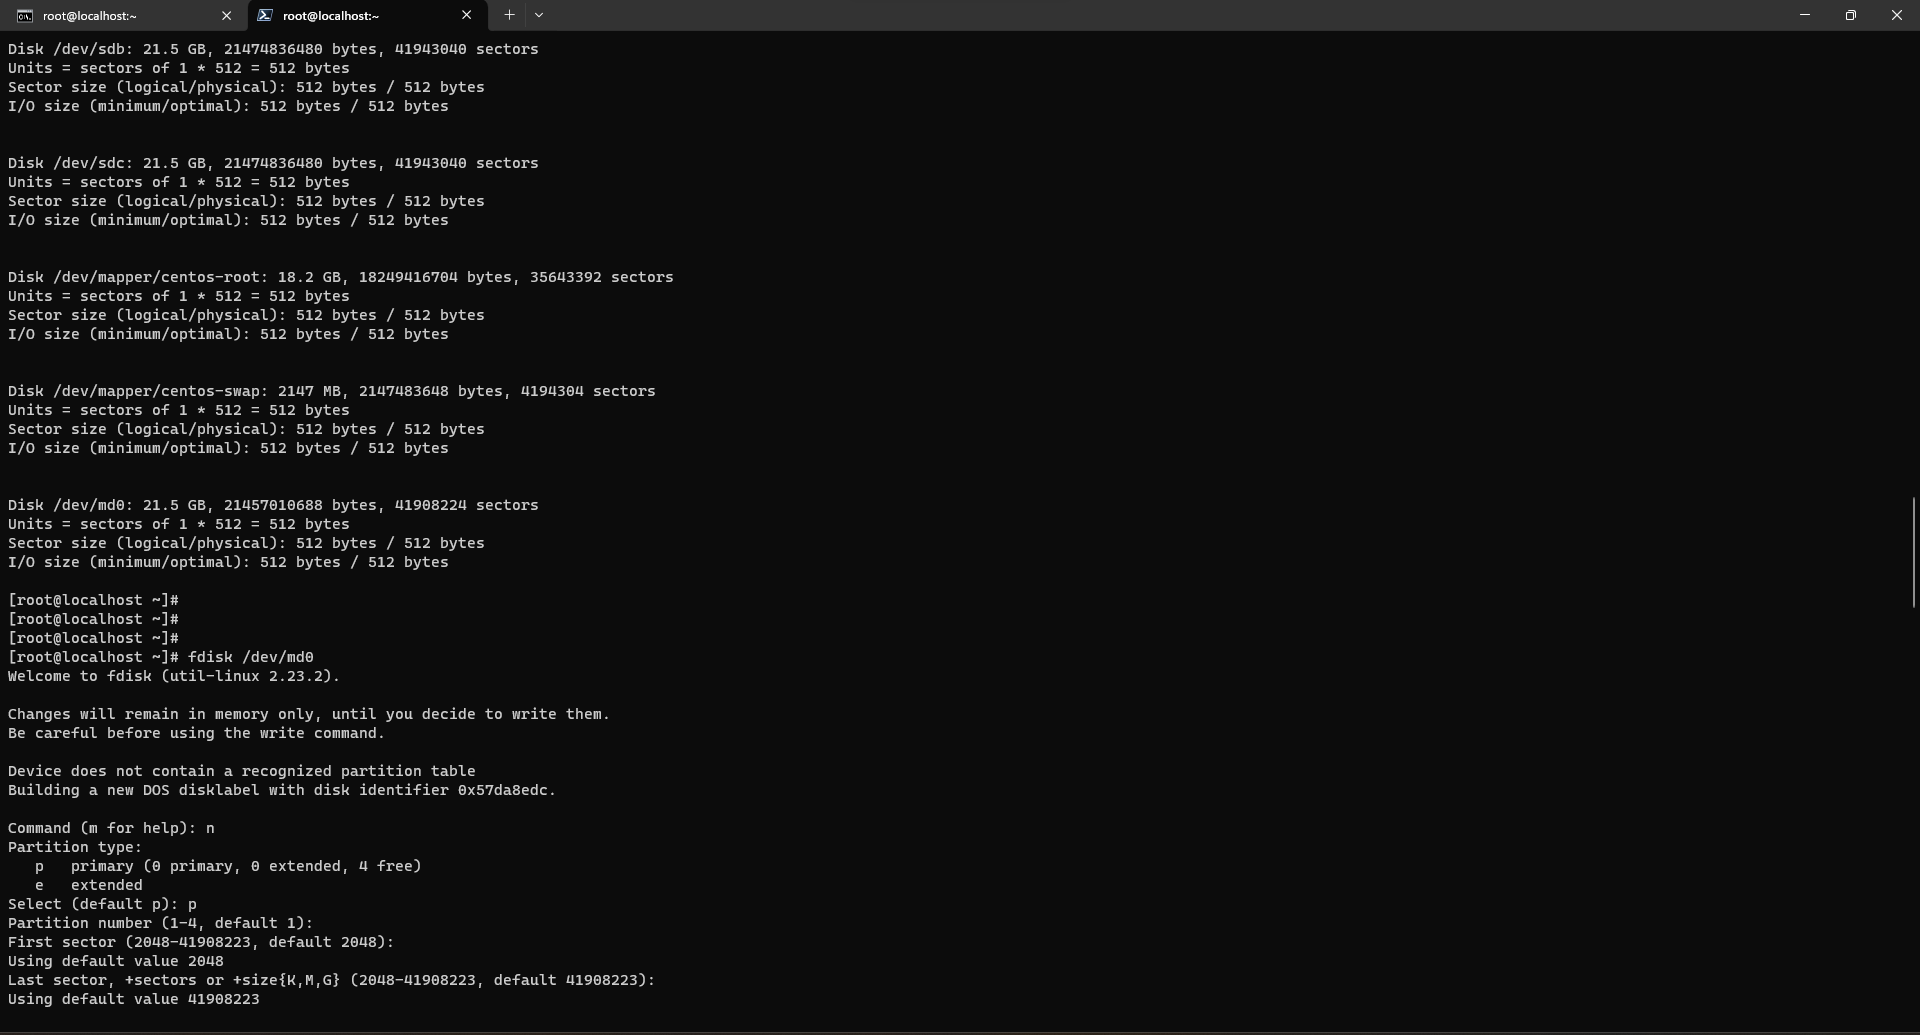 root@localhost:~
root@localhost:~
Disk /dev/sdb: 21.5 GB, 21474836480 bytes, 41943040 sectors
Units = sectors of 1 * 512 = 512 bytes
Sector size (logical/physical): 512 bytes / 512 bytes
I/O size (minimum/optimal): 512 bytes / 512 bytes
Disk /dev/sdc: 21.5 GB, 21474836480 bytes, 41943040 sectors
Units = sectors of 1 * 512 = 512 bytes
Sector size (logical/physical): 512 bytes / 512 bytes
I/O size (minimum/optimal): 512 bytes / 512 bytes
Disk /dev/mapper/centos-root: 18.2 GB, 18249416704 bytes, 35643392 sectors
Units = sectors of 1 * 512 = 512 bytes
Sector size (logical/physical): 512 bytes / 512 bytes
I/O size (minimum/optimal): 512 bytes / 512 bytes
Disk /dev/mapper/centos-swap: 2147 MB, 2147483648 bytes, 4194304 sectors
Units = sectors of 1 * 512 = 512 bytes
Sector size (logical/physical): 512 bytes / 512 bytes
I/O size (minimum/optimal): 512 bytes / 512 bytes
Disk /dev/md0: 21.5 GB, 21457010688 bytes, 41908224 sectors
Units = sectors of 1 * 512 = 512 bytes
Sector size (logical/physical): 512 bytes / 512 bytes
I/O size (minimum/optimal): 512 bytes / 512 bytes
[root@localhost ~]#
[root@localhost ~]#
[root@localhost ~]#
[root@localhost ~]# fdisk /dev/md0
Welcome to fdisk (util-linux 2.23.2).
Changes will remain in memory only, until you decide to write them.
Be careful before using the write command.
Device does not contain a recognized partition table
Building a new DOS disklabel with disk identifier 0x57da8edc.
Command (m for help): n
Partition type:
   p   primary (0 primary, 0 extended, 4 free)
   e   extended
Select (default p): p
Partition number (1-4, default 1):
First sector (2048-41908223, default 2048):
Using default value 2048
Last sector, +sectors or +size{K,M,G} (2048-41908223, default 41908223):
Using default value 41908223